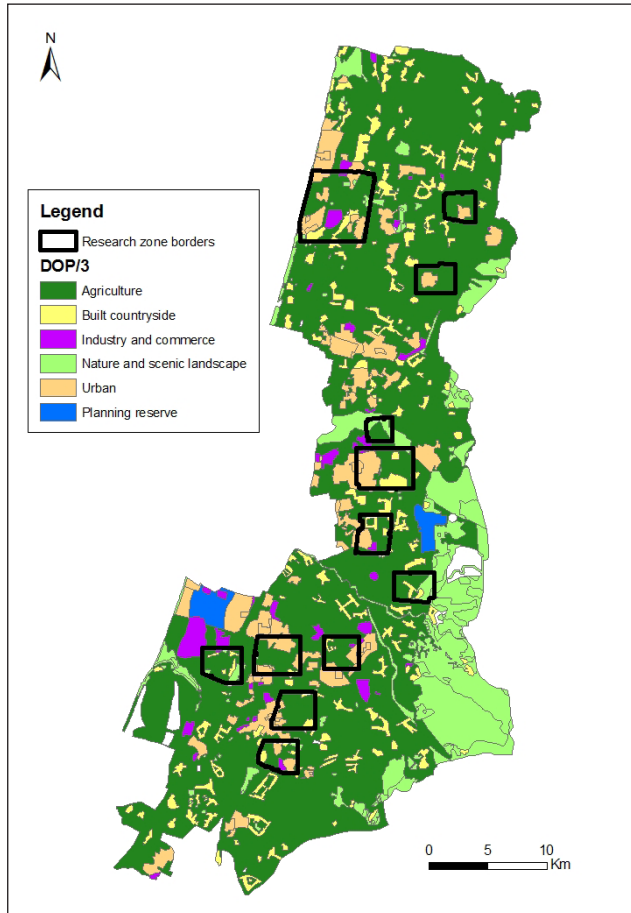 N
Legend
Research zone borders
DOP/3
Agriculture
Built countryside
Industry and commerce
Nature and scenic landscape
Urban
Planning reserve
0 5 10
Km